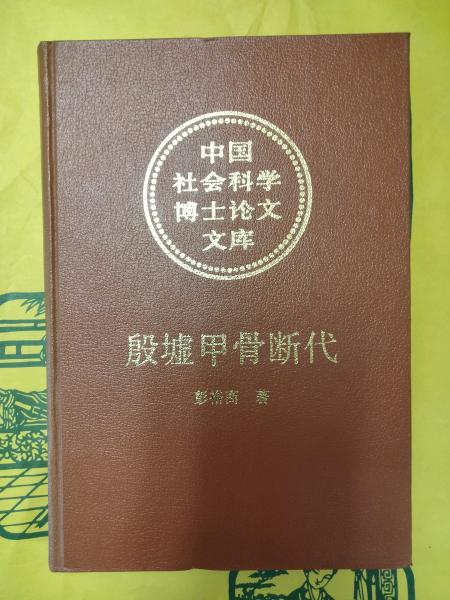 中国
社会科学
博士论文
文库
殷墟甲骨断代
彭裕商 著